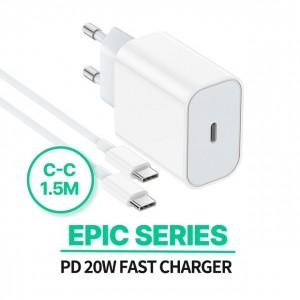 C-C
1.5M
EPIC SERIES
PD 20W FAST CHARGER